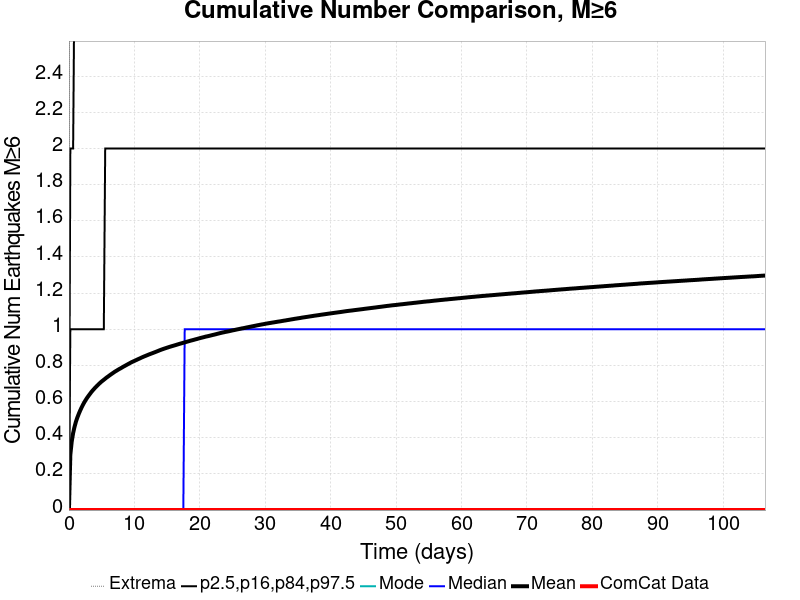 Cumulative Number Comparison, M≥6
Cumulative Num Earthquakes M≥6
2.4
2.2
2
1.8
1.6
1.4
1.2
1
0.8
0.6
0.4
0.2
0
0 10 20 30 40 50 60 70 80 90 100
Time (days)
Extrema p2.5,p16,p84,p97.5 Mode Median Mean ComCat Data